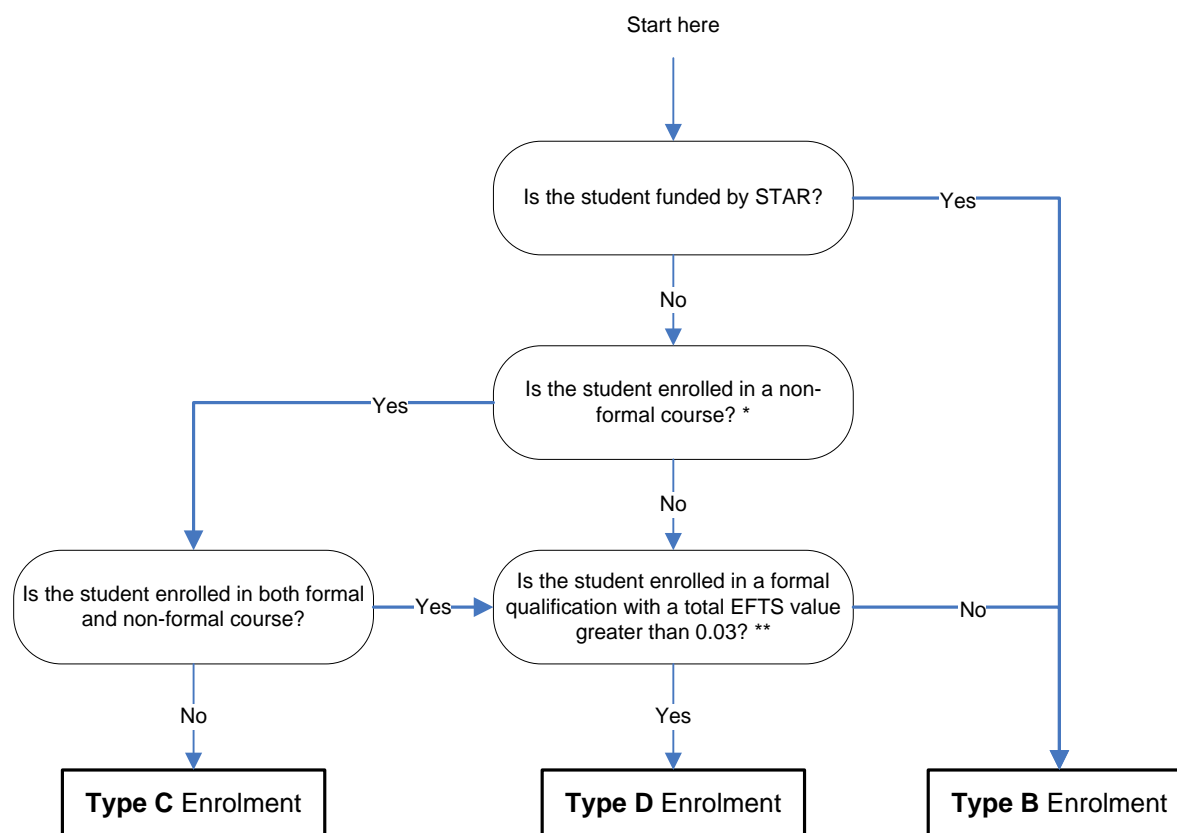 Start here
Is the student funded by STAR?
Yes
No
Is the student enrolled in a non-
formal course? *
Yes
No
Is the student enrolled in both formal
and non-formal course?
Yes
Is the student enrolled in a formal
qualification with a total EFTS value
greater than 0.03? **
No
No
Yes
Type C Enrolment
Type D Enrolment
Type B Enrolment